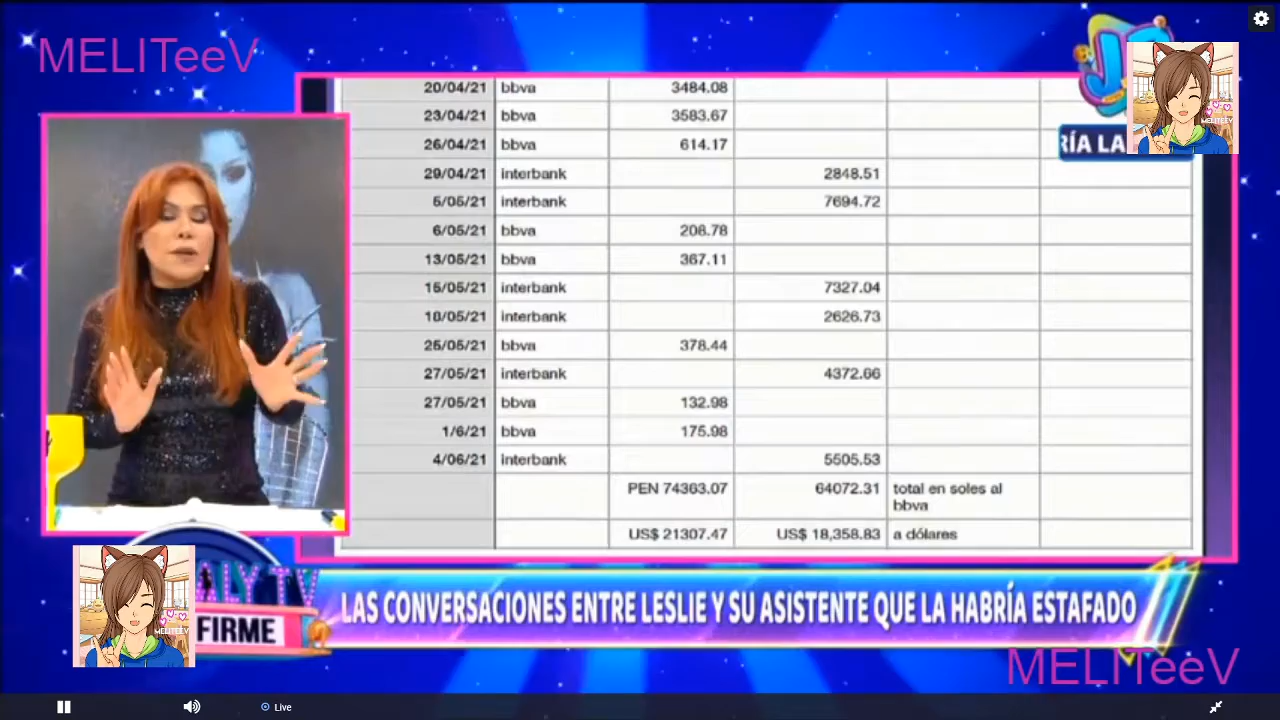 MELITeeV
20/04/21 bbva 3484.08
23/04/21 bbva 3583.67
26/04/21 bbva 614.17
RÍA LA
MELITEEV
29/04/21 interbank 2848.51
5/05/21 interbank 7694.72
6/05/21 bbva 208.78
13/05/21 bbva 367.11
15/05/21 interbank 7327.04
18/05/21 interbank 2626.73
25/05/21 bbva 378.44
27/05/21 interbank 4372.66
27/05/21 bbva 132.98
1/6/21 bbva 175.98
4/06/21 interbank 5505.53
PEN 74363.07 64072.31 total en soles al
bbva
US$ 21307.47 US$ 18,358.83 a dólares
ALY TV
FIRME
LAS CONVERSACIONES ENTRE LESLIE Y SU ASISTENTE QUE LA HABRÍA ESTAFADO
MELITEEV
MELITeeV
Live